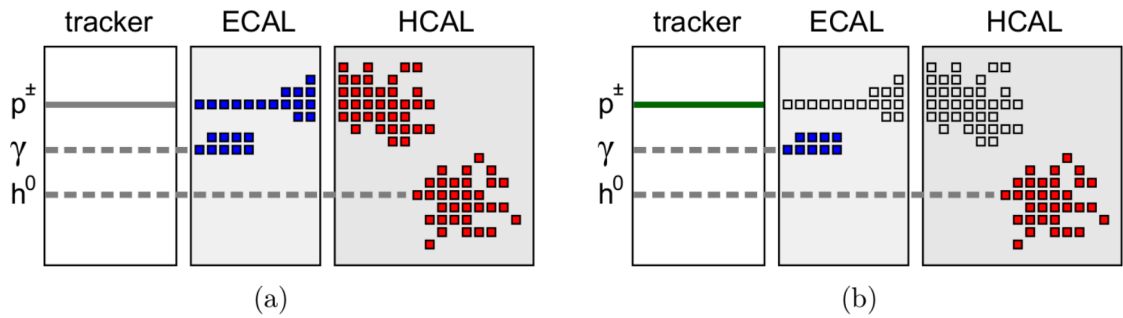 tracker ECAL HCAL tracker ECAL HCAL
p± p±
γ γ
h⁰ h⁰
(a) (b)